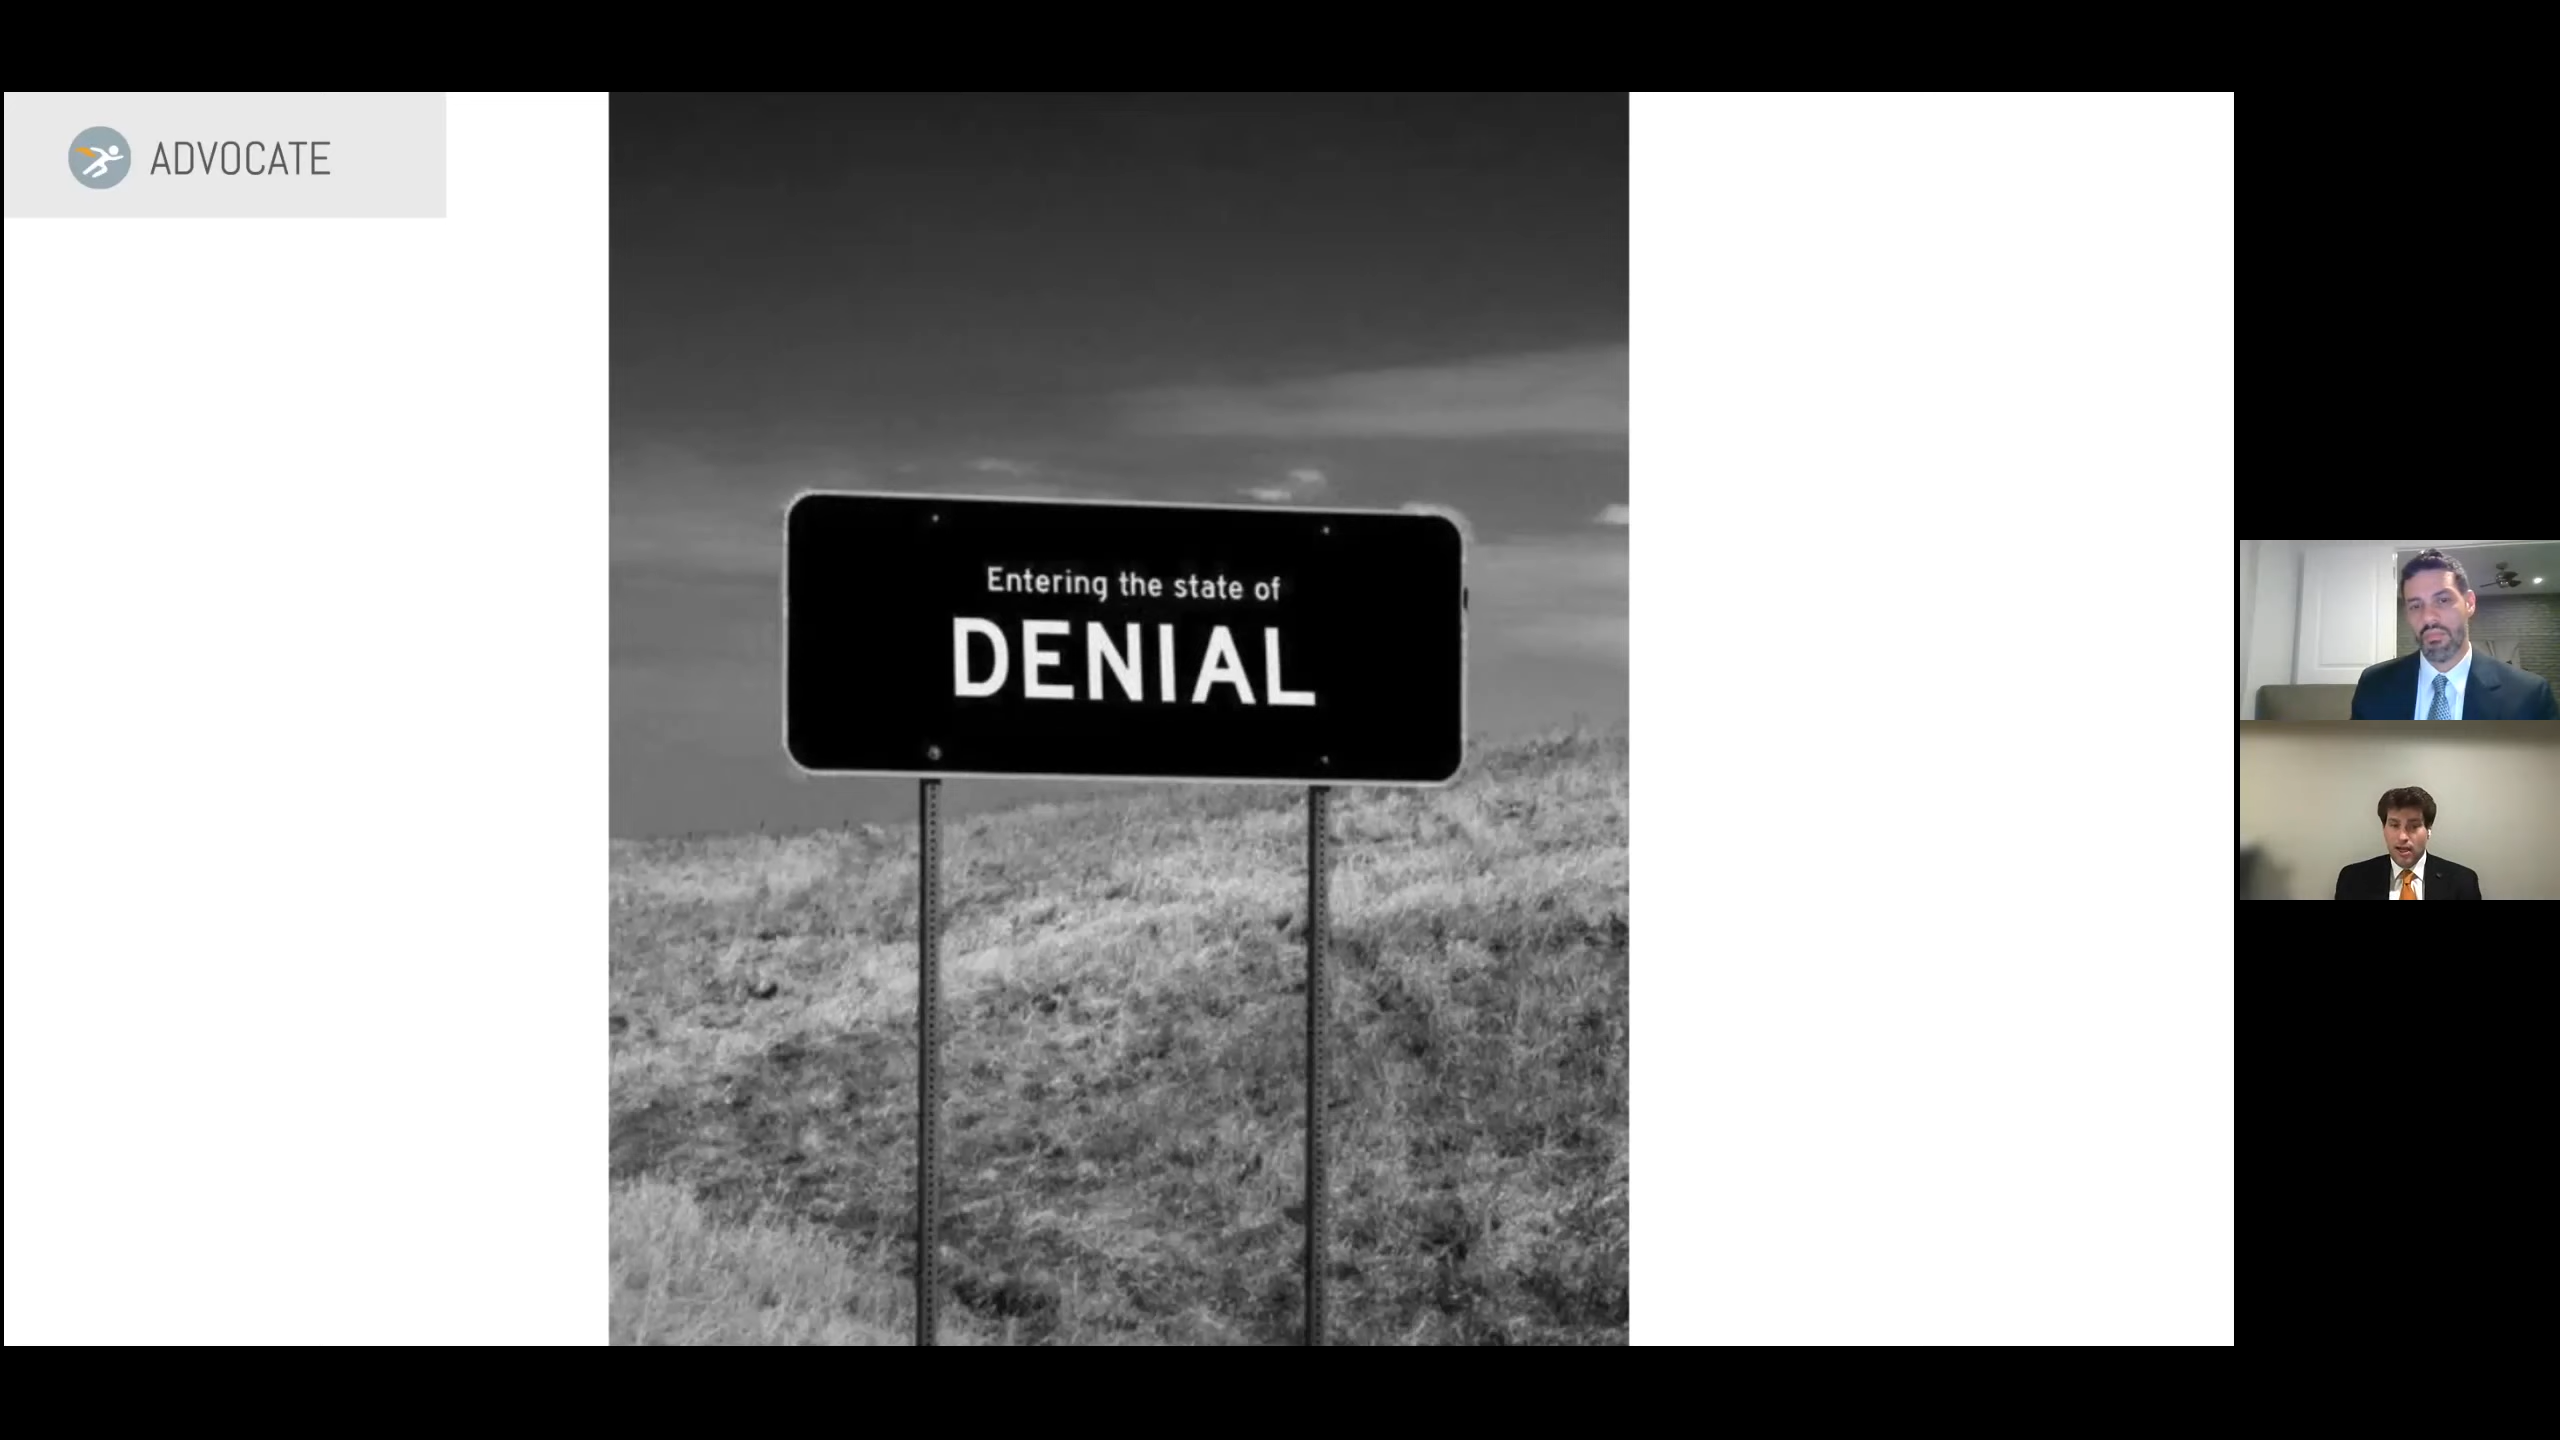 ADVOCATE
Entering the state of
DENIAL